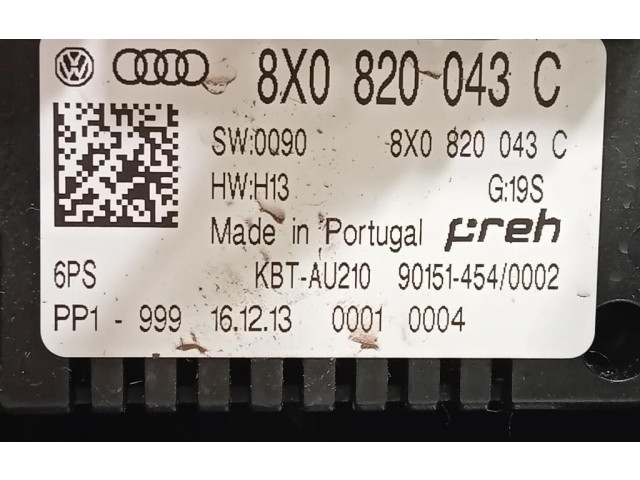 8X0 820 043 C
SW:0090 8X0 820 043 C
HW:H13 G:19S
Made in Portugal preh
6PS KBT-AU210 90151-454/0002
PP1 - 999 16.12.13 0001 0004